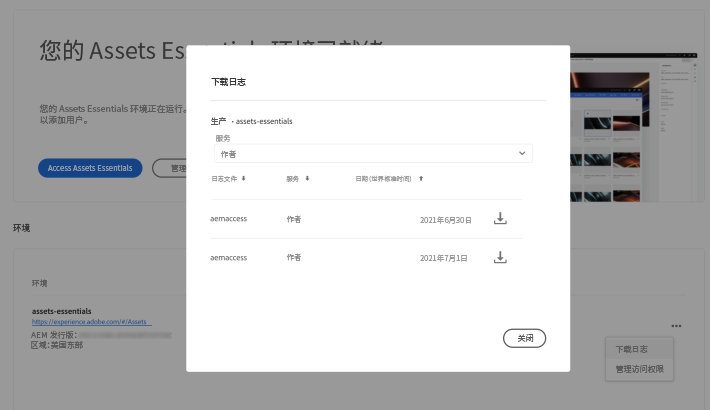 您的 Assets Es
您的 Assets Essentials 环境正在运行。
以添加用户。
Access Assets Essentials
管理
环境
环境
assets-essentials
https://experience.adobe.com/#/Assets
AEM 发行版:
区域:美国东部
下载日志
生产 • assets-essentials
服务
作者
日志文件 服务 日期(世界标准时间)
aemaccess 作者 2021年6月30日
aemaccess 作者 2021年7月1日
关闭
下载日志
管理访问权限